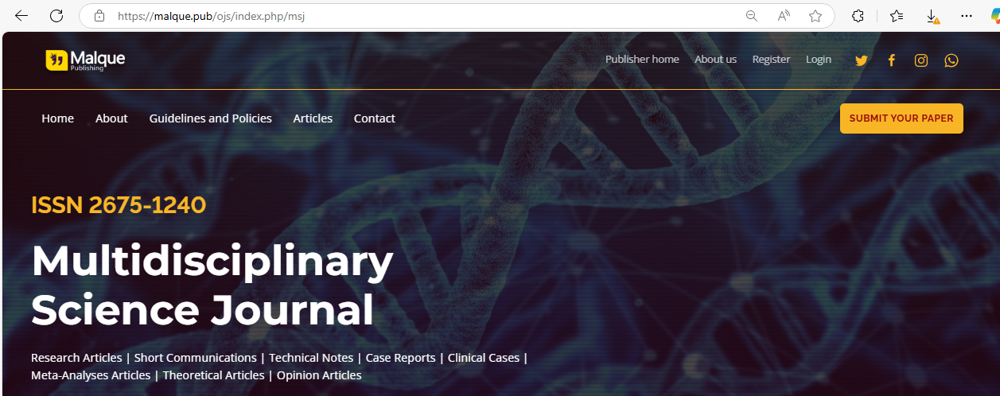 https://malque.pub/ojs/index.php/msj
Malque
Publishing
Publisher home About us Register Login
Home About Guidelines and Policies Articles Contact
SUBMIT YOUR PAPER
ISSN 2675-1240
Multidisciplinary
Science Journal
Research Articles | Short Communications | Technical Notes | Case Reports | Clinical Cases |
Meta-Analyses Articles | Theoretical Articles | Opinion Articles